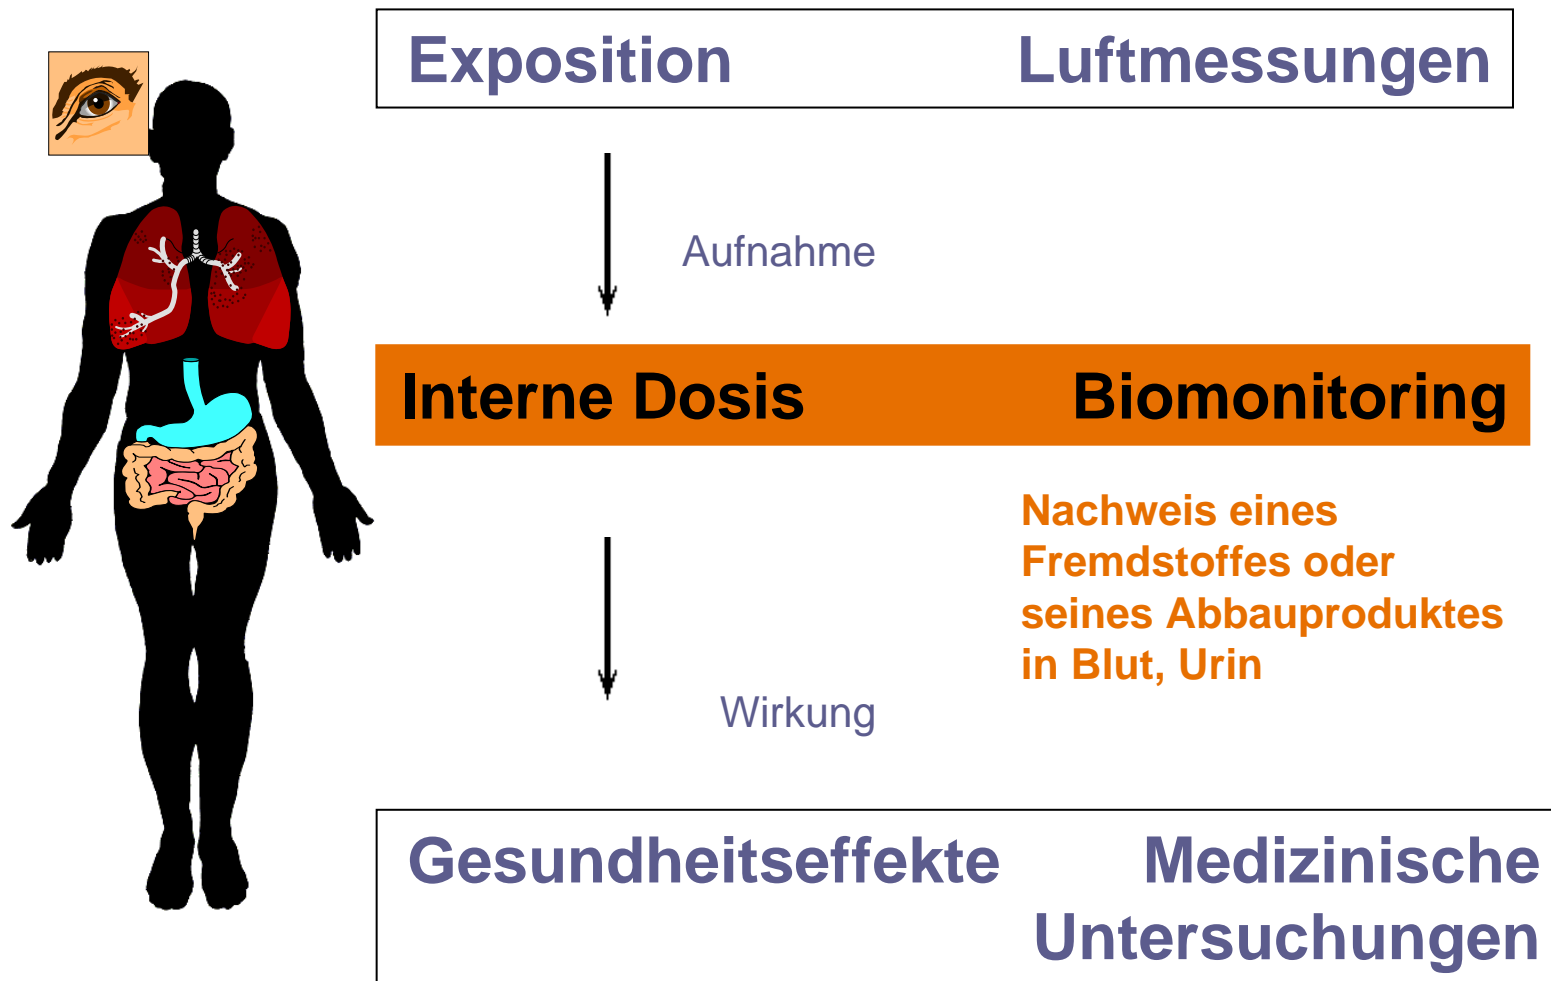 Exposition Luftmessungen
Aufnahme
Interne Dosis Biomonitoring
Nachweis eines
Fremdstoffes oder
seines Abbauproduktes
in Blut, Urin
Wirkung
Gesundheitseffekte Medizinische
Untersuchungen